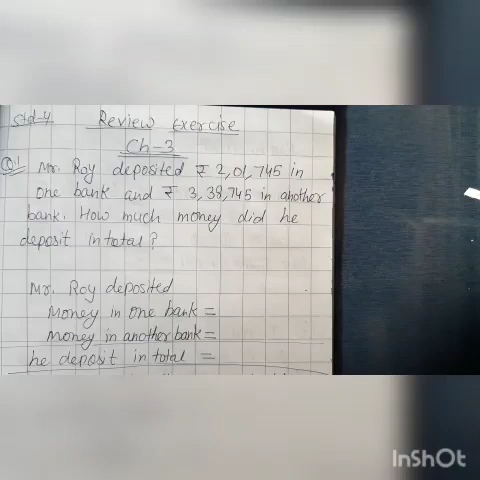 Std-4 Review Exercise
Ch-3
Q.1 Mr. Roy deposited ₹ 2,01,745 in
one bank and ₹ 3,38,745 in another
bank. How much money did he
deposit in total?
Mr. Roy deposited
Money in one bank =
Money in another bank =
he deposit in total =
InShOt